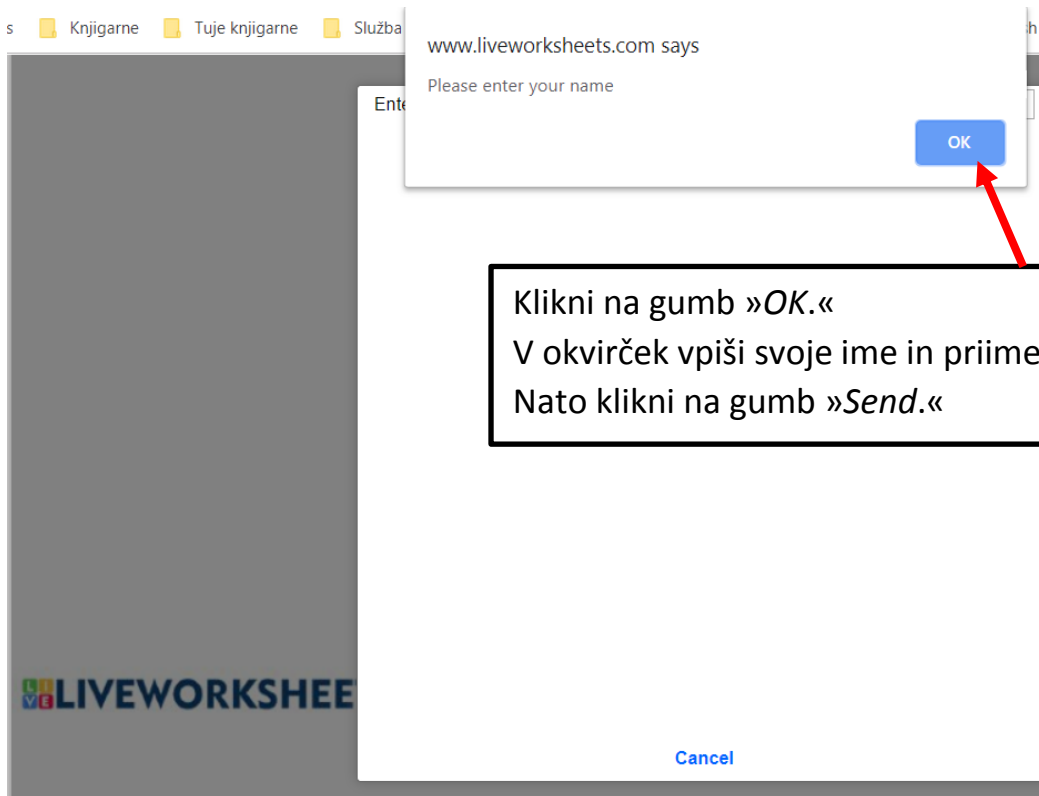 s Knjigarne Tuje knjigarne Služba
www.liveworksheets.com says
Please enter your name
OK
Klikni na gumb »OK.«
V okvirček vpiši svoje ime in priime
Nato klikni na gumb »Send.«
LIVE LIVEWORKSHEE
Cancel